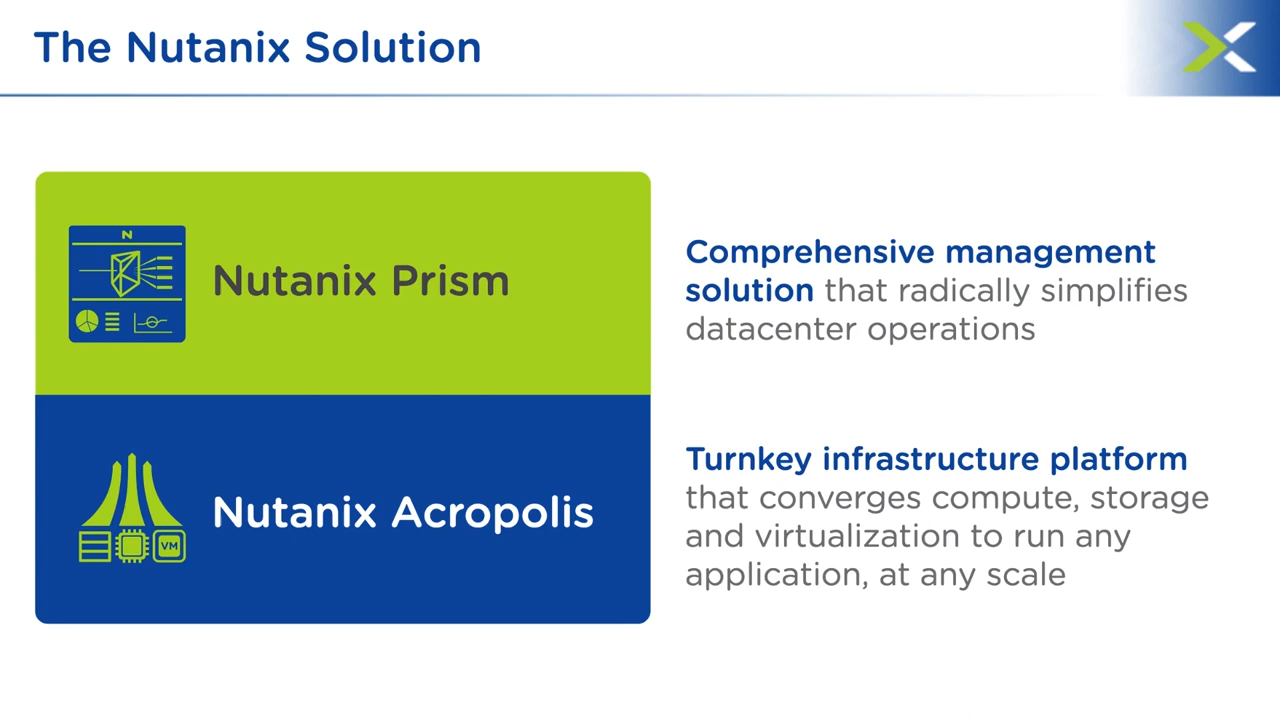 The Nutanix Solution
N
Nutanix Prism
Comprehensive management
solution that radically simplifies
datacenter operations
VM
Nutanix Acropolis
Turnkey infrastructure platform
that converges compute, storage
and virtualization to run any
application, at any scale